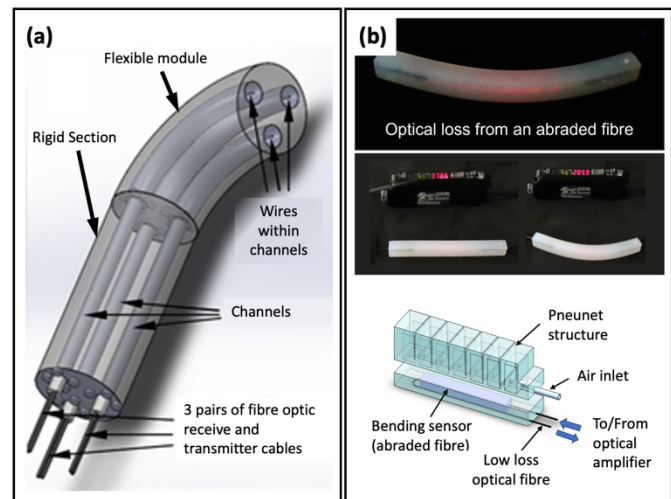 (a)
Flexible module
Rigid Section
Wires
within
channels
Channels
3 pairs of fibre optic
receive and
transmitter cables
(b)
Optical loss from an abraded fibre
Pneunet
structure
Air inlet
Bending sensor
(abraded fibre)
To/From
optical
amplifier
Low loss
optical fibre